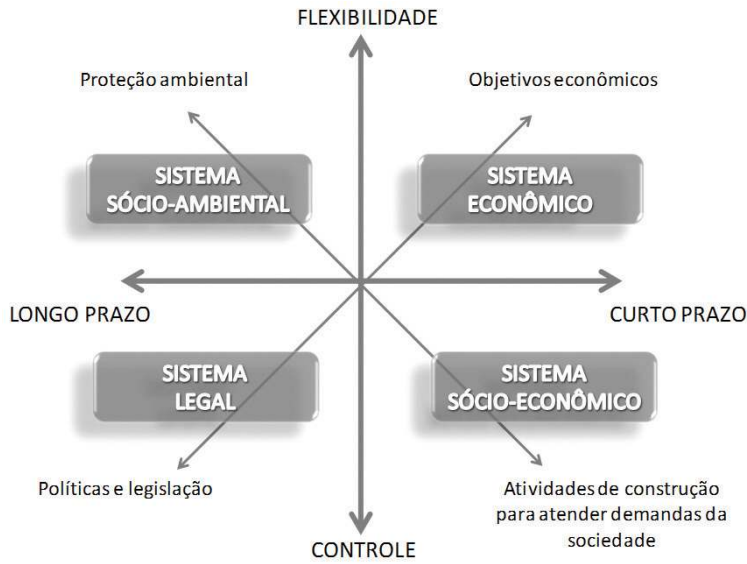 FLEXIBILIDADE
Proteção ambiental
Objetivos econômicos
SISTEMA
SÓCIO-AMBIENTAL
SISTEMA
ECONÔMICO
LONGO PRAZO
CURTO PRAZO
SISTEMA
LEGAL
SISTEMA
SÓCIO-ECONÔMICO
Políticas e legislação
Atividades de construção
para atender demandas da
sociedade
CONTROLE